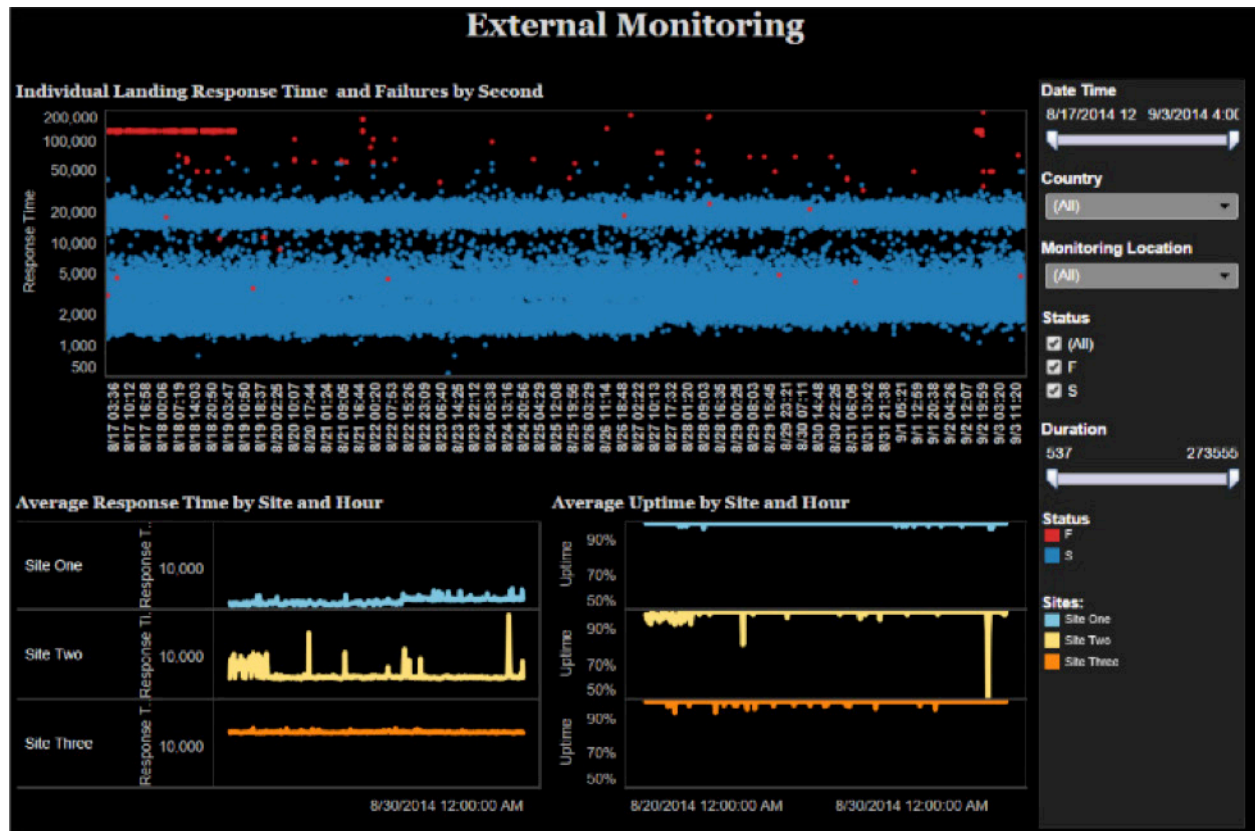 External Monitoring
Individual Landing Response Time and Failures by Second
Response Time
200,000
100,000
50,000
20,000
10,000
5,000
2,000
1,000
500
8/17 03:36
8/17 10:12
8/17 16:58
8/18 00:06
8/18 07:19
8/18 14:03
8/18 20:50
8/19 03:47
8/19 10:50
8/19 18:37
8/20 02:25
8/20 10:07
8/20 17:44
8/21 01:24
8/21 09:05
8/21 16:44
8/22 00:20
8/22 07:53
8/22 15:26
8/22 23:09
8/23 06:40
8/23 14:25
8/23 22:12
8/24 05:38
8/24 13:16
8/24 20:56
8/25 04:29
8/25 12:08
8/25 19:55
8/26 03:29
8/26 11:14
8/26 18:48
8/27 02:22
8/27 10:13
8/27 17:32
8/28 01:20
8/28 09:03
8/28 16:35
8/29 00:25
8/29 08:03
8/29 15:45
8/29 23:21
8/30 07:11
8/30 14:48
8/30 22:25
8/31 06:05
8/31 13:42
8/31 21:38
9/1 05:21
9/1 12:59
9/1 20:38
9/2 04:26
9/2 12:07
9/2 19:59
9/3 03:20
9/3 11:20
Average Response Time by Site and Hour
Site One
Response T..
10,000
Site Two
Response Ti..
10,000
Site Three
Response T..
10,000
8/30/2014 12:00:00 AM
Average Uptime by Site and Hour
Uptime
90%
70%
50%
Uptime
90%
70%
50%
Uptime
90%
70%
50%
8/20/2014 12:00:00 AM
8/30/2014 12:00:00 AM
Date Time
8/17/2014 12 9/3/2014 4:00
Country
(All)
Monitoring Location
(All)
Status
(All)
F
S
Duration
537 273555
Status
F
S
Sites:
Site One
Site Two
Site Three